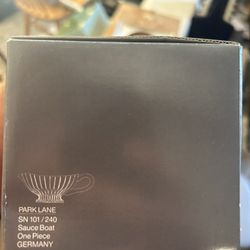 PARK LANE
SN 101 / 240
Sauce Boat
One Piece
GERMANY